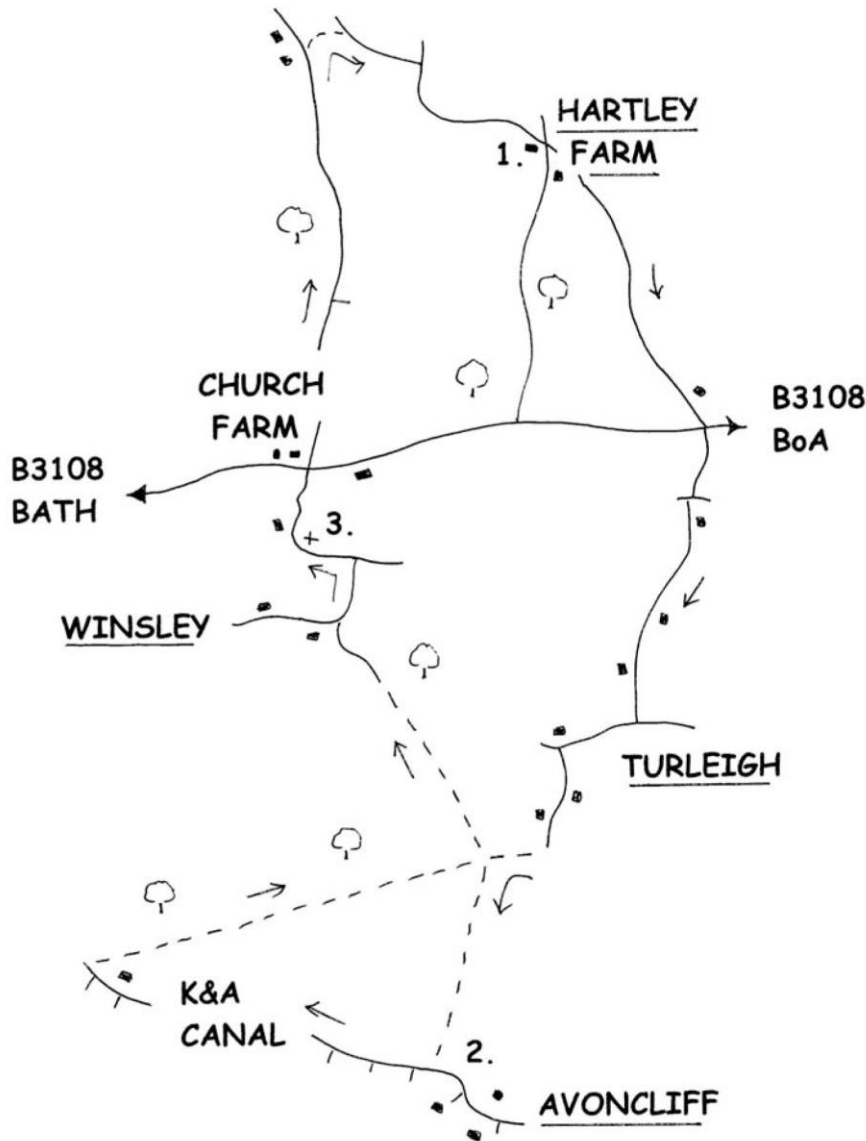 HARTLEY
1. FARM
CHURCH
FARM
B3108
BoA
B3108
BATH
3.
WINSLEY
TURLEIGH
K&A
CANAL
2.
AVONCLIFF